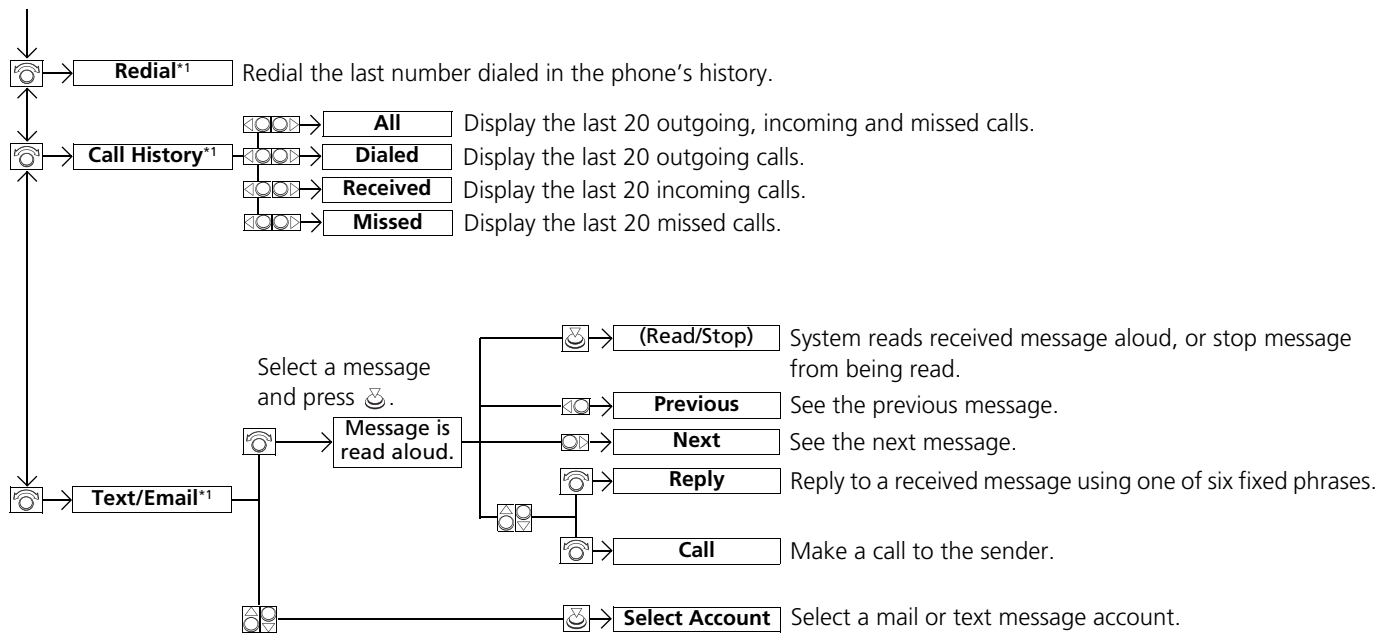 Redial*1 Redial the last number dialed in the phone's history.
All Display the last 20 outgoing, incoming and missed calls.
Call History*1 Dialed Display the last 20 outgoing calls.
Received Display the last 20 incoming calls.
Missed Display the last 20 missed calls.
(Read/Stop) System reads received message aloud, or stop message
from being read.
Select a message
and press .
Previous See the previous message.
Message is
read aloud.
Next See the next message.
Reply Reply to a received message using one of six fixed phrases.
Text/Email*1
Call Make a call to the sender.
Select Account Select a mail or text message account.